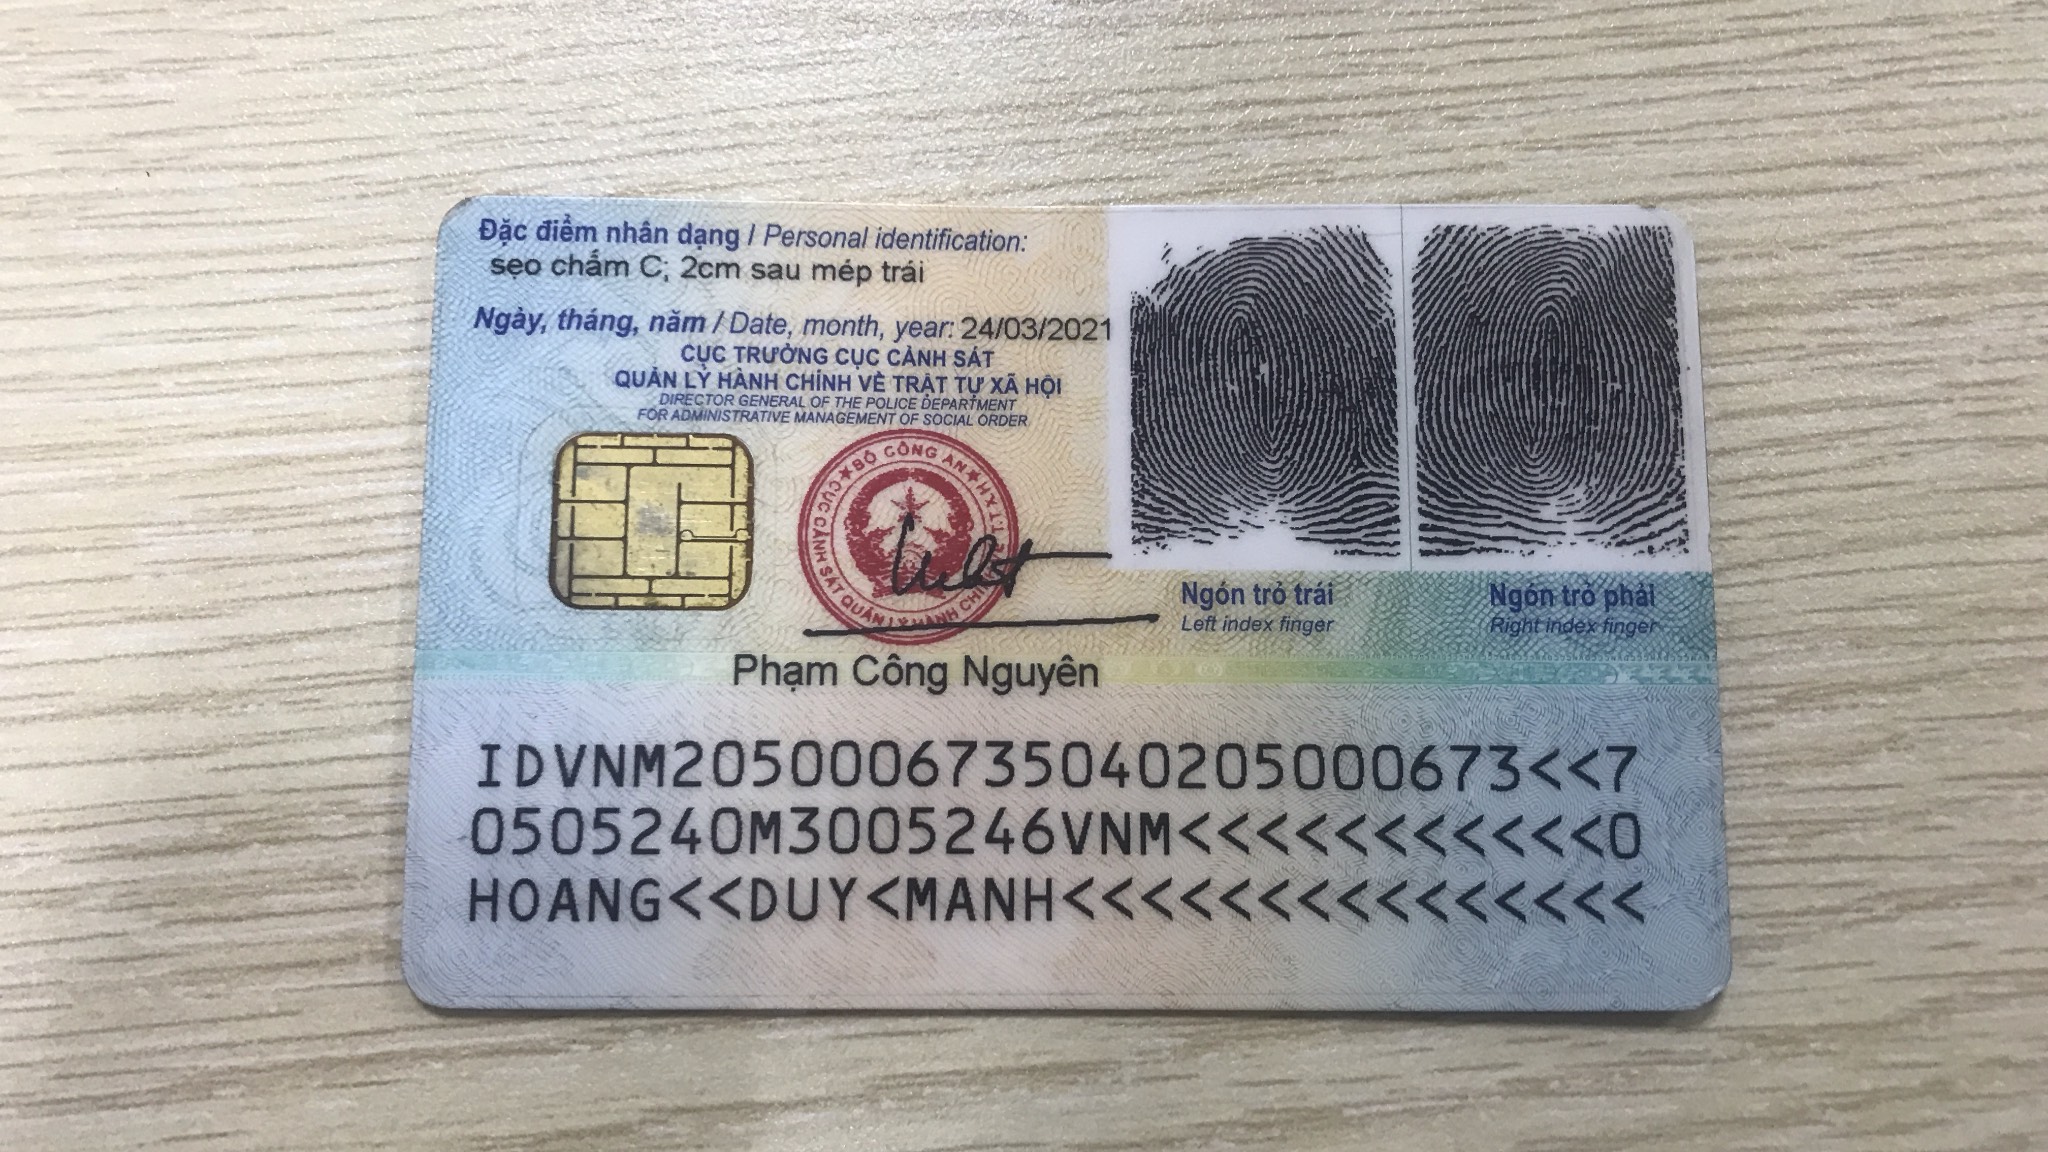 Đặc điểm nhân dạng / Personal identification:
sẹo chấm C; 2cm sau mép trái
Ngày, tháng, năm / Date, month, year: 24/03/2021
CỤC TRƯỞNG CỤC CẢNH SÁT
QUẢN LÝ HÀNH CHÍNH VỀ TRẬT TỰ XÃ HỘI
DIRECTOR GENERAL OF THE POLICE DEPARTMENT
FOR ADMINISTRATIVE MANAGEMENT OF SOCIAL ORDER
BỘ CÔNG AN
CỤC CẢNH SÁT QUẢN LÝ HÀNH CHÍNH
Ngón trỏ trái
Left index finger
Ngón trỏ phải
Right index finger
Phạm Công Nguyên
IDVNM2050006735040205000673<<7
0505240M3005246VNM<<<<<<<<<<<0
HOANG<<DUY<MANH<<<<<<<<<<<<<<<